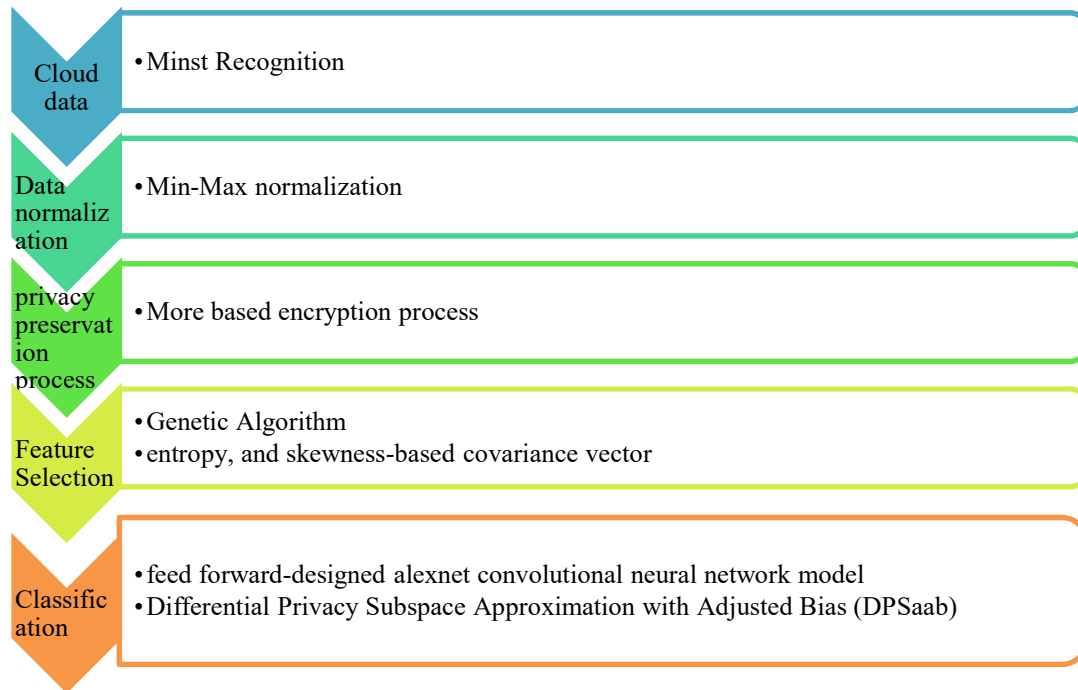 Cloud
data
•Minst Recognition
Data
normaliz
ation
•Min-Max normalization
privacy
preservat
ion
process
•More based encryption process
Feature
Selection
•Genetic Algorithm
•entropy, and skewness-based covariance vector
Classific
ation
•feed forward-designed alexnet convolutional neural network model
•Differential Privacy Subspace Approximation with Adjusted Bias (DPSaab)